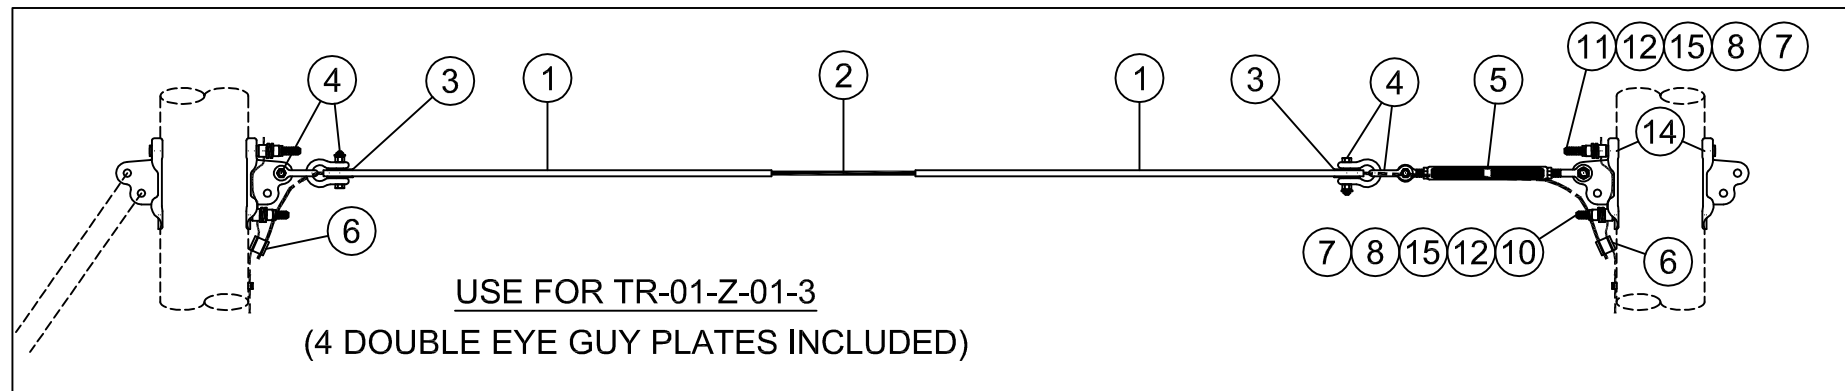 11 12 15 8 7
4 3 1 2 1 3 4 5
14
6
7 8 15 12 10
6
USE FOR TR-01-Z-01-3
(4 DOUBLE EYE GUY PLATES INCLUDED)